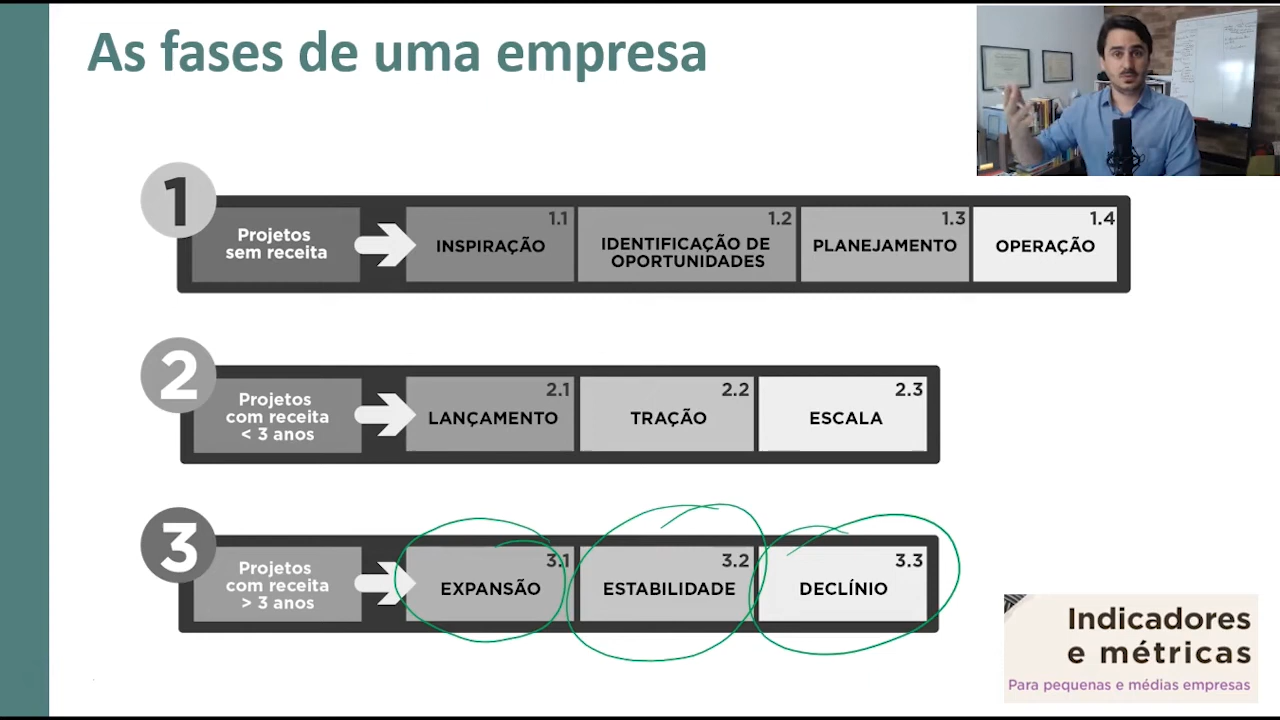 As fases de uma empresa
1
Projetos
sem receita
1.1
INSPIRAÇÃO
1.2
IDENTIFICAÇÃO DE
OPORTUNIDADES
1.3
PLANEJAMENTO
1.4
OPERAÇÃO
2
Projetos
com receita
< 3 anos
2.1
LANÇAMENTO
2.2
TRAÇÃO
2.3
ESCALA
3
Projetos
com receita
> 3 anos
3.1
EXPANSÃO
3.2
ESTABILIDADE
3.3
DECLÍNIO
Indicadores
e métricas
Para pequenas e médias empresas